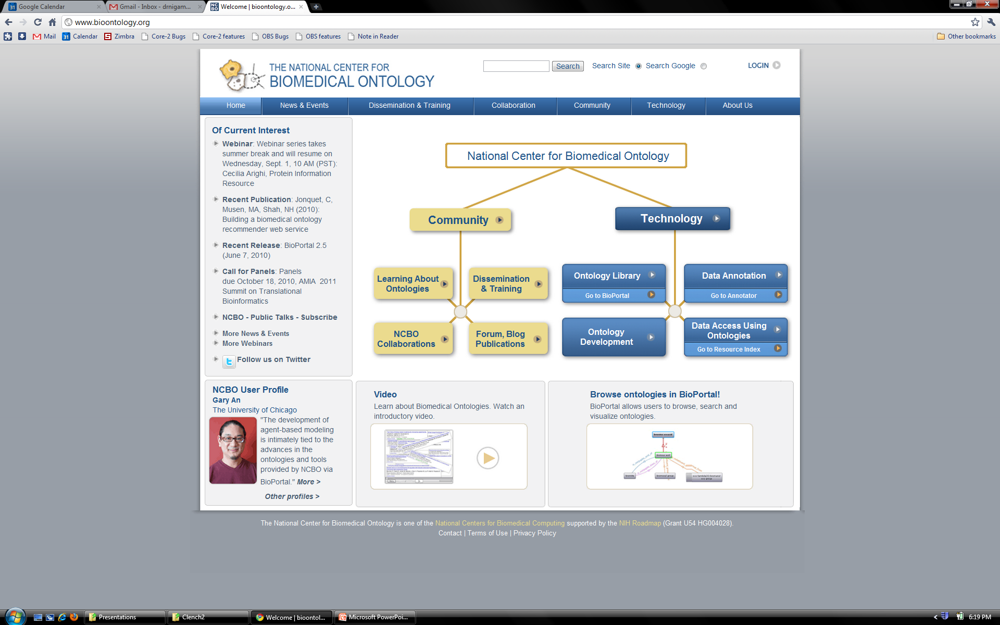 Google Calendar
Gmail - Inbox - drnigam...
Welcome | bioontology.o...
www.bioontology.org
Mail
Calendar
Zimbra
Core-2 Bugs
Core-2 features
OBS Bugs
OBS features
Note in Reader
Other bookmarks
THE NATIONAL CENTER FOR
BIOMEDICAL ONTOLOGY
Search
Search Site
Search Google
LOGIN
Home
News & Events
Dissemination & Training
Collaboration
Community
Technology
About Us
Of Current Interest
Webinar: Webinar series takes
summer break and will resume on
Wednesday, Sept. 1, 10 AM (PST):
Cecilia Arighi, Protein Information
Resource
Recent Publication: Jonquet, C,
Musen, MA, Shah, NH (2010):
Building a biomedical ontology
recommender web service
Recent Release: BioPortal 2.5
(June 7, 2010)
Call for Panels: Panels
due October 18, 2010, AMIA 2011
Summit on Translational
Bioinformatics
NCBO - Public Talks - Subscribe
More News & Events
More Webinars
Follow us on Twitter
National Center for Biomedical Ontology
Community
Technology
Learning About
Ontologies
Dissemination
& Training
NCBO
Collaborations
Forum, Blog
Publications
Ontology Library
Go to BioPortal
Data Annotation
Go to Annotator
Ontology
Development
Data Access Using
Ontologies
Go to Resource Index
NCBO User Profile
Gary An
The University of Chicago
"The development of
agent-based modeling
is intimately tied to the
advances in the
ontologies and tools
provided by NCBO via
BioPortal." More >
Other profiles >
Video
Learn about Biomedical Ontologies. Watch an
introductory video.
Browse ontologies in BioPortal!
BioPortal allows users to browse, search and
visualize ontologies.
The National Center for Biomedical Ontology is one of the National Centers for Biomedical Computing supported by the NIH Roadmap (Grant U54 HG004028).
Contact | Terms of Use | Privacy Policy
Presentations
Clench2
Welcome | bioontol...
Microsoft PowerPoi...
6:19 PM